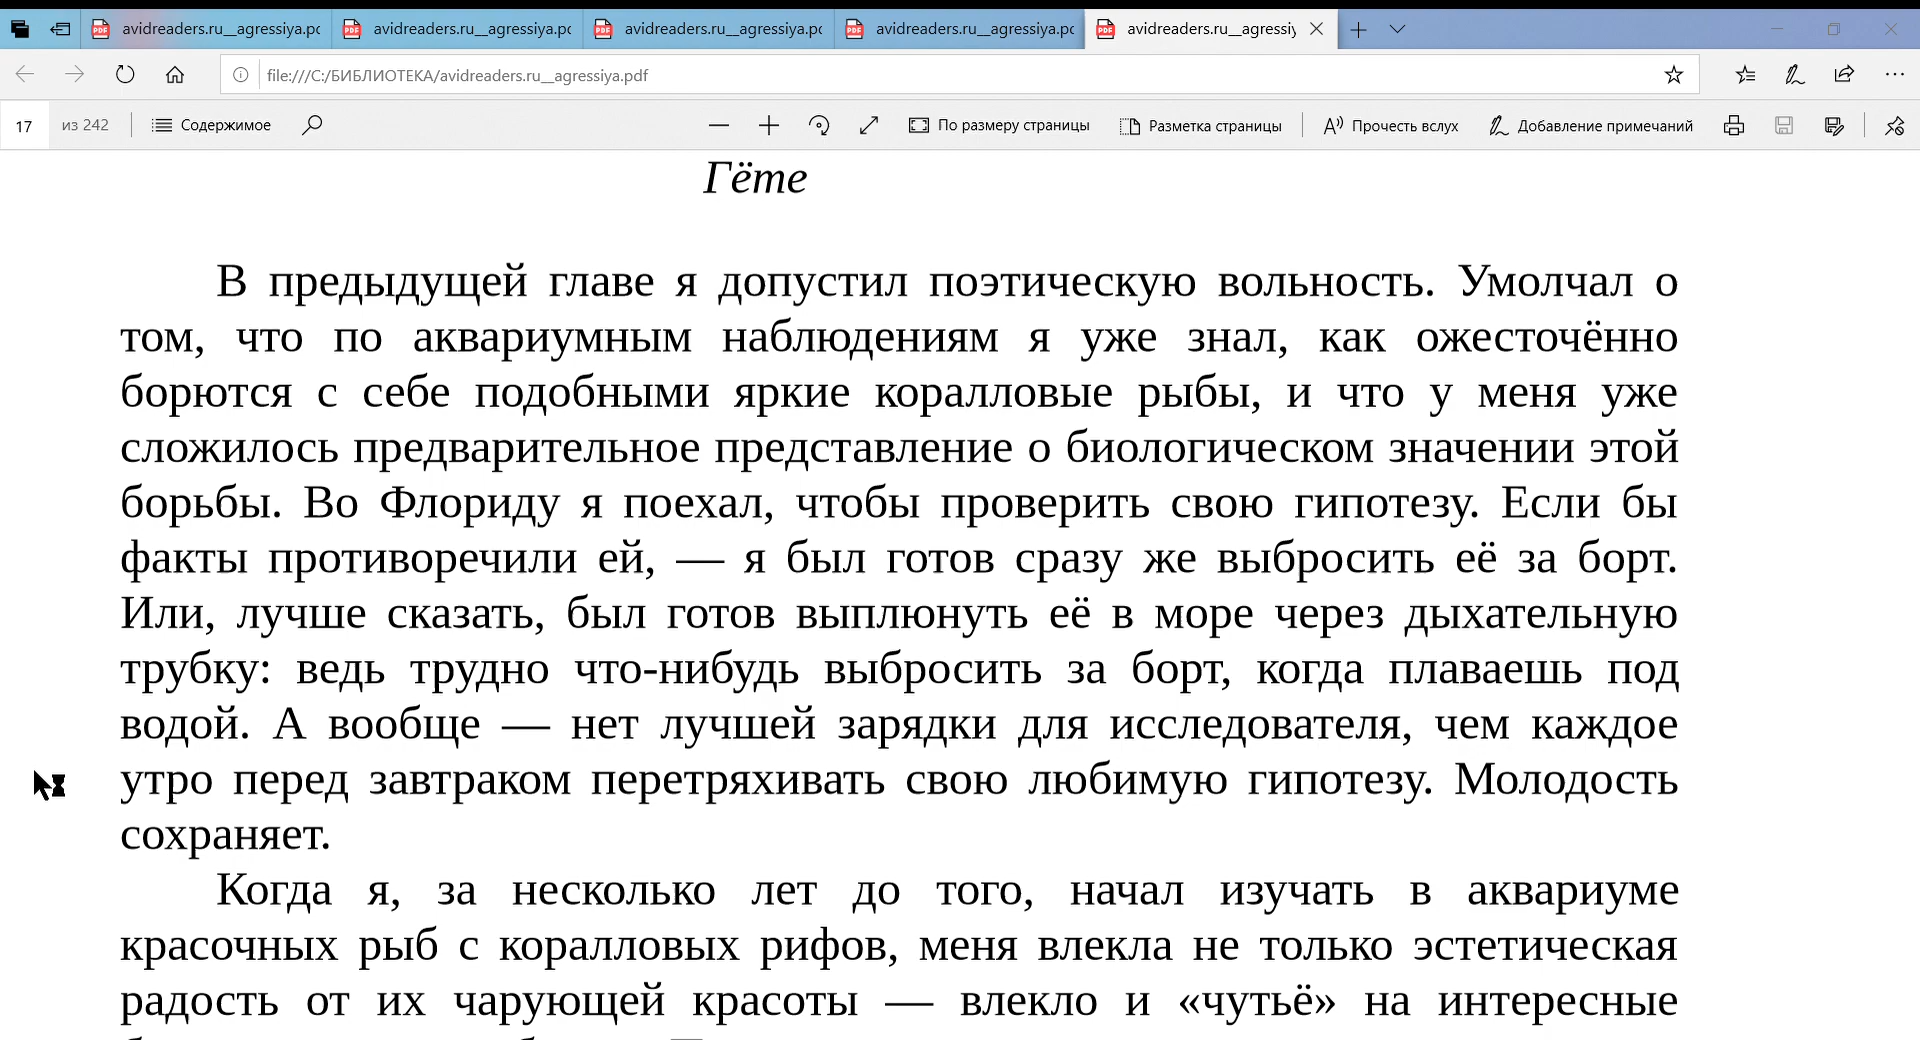 avidreaders.ru__agressiya.pc
avidreaders.ru__agressiya.pc
avidreaders.ru__agressiya.pc
avidreaders.ru__agressiya.pc
avidreaders.ru__agressiy
file:///C:/БИБЛИОТЕКА/avidreaders.ru__agressiya.pdf
17 из 242 Содержимое По размеру страницы Разметка страницы Прочесть вслух Добавление примечаний
Гёте
В предыдущей главе я допустил поэтическую вольность. Умолчал о
том, что по аквариумным наблюдениям я уже знал, как ожесточённо
борются с себе подобными яркие коралловые рыбы, и что у меня уже
сложилось предварительное представление о биологическом значении этой
борьбы. Во Флориду я поехал, чтобы проверить свою гипотезу. Если бы
факты противоречили ей, — я был готов сразу же выбросить её за борт.
Или, лучше сказать, был готов выплюнуть её в море через дыхательную
трубку: ведь трудно что-нибудь выбросить за борт, когда плаваешь под
водой. А вообще — нет лучшей зарядки для исследователя, чем каждое
утро перед завтраком перетряхивать свою любимую гипотезу. Молодость
сохраняет.
Когда я, за несколько лет до того, начал изучать в аквариуме
красочных рыб с коралловых рифов, меня влекла не только эстетическая
радость от их чарующей красоты — влекло и «чутьё» на интересные